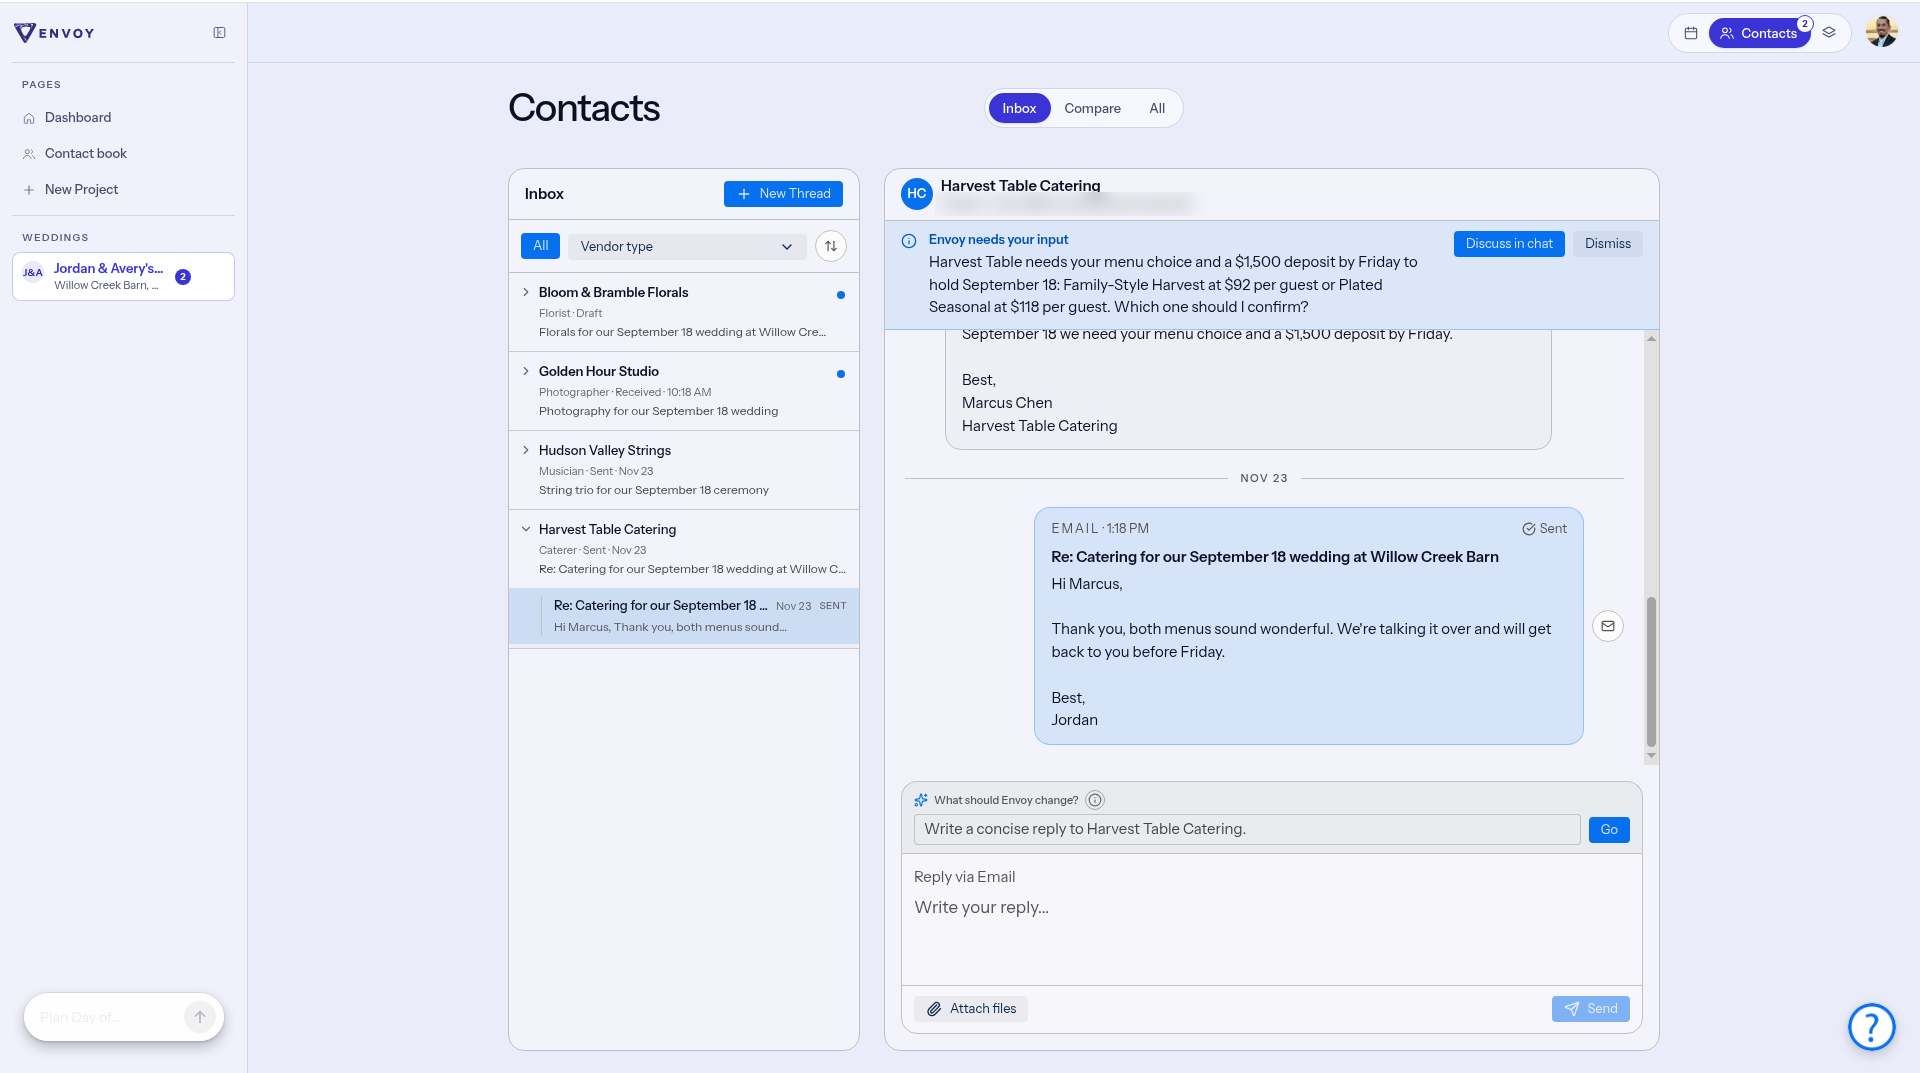 ENVOY
PAGES
Dashboard
Contact book
New Project
WEDDINGS
J&A
Jordan & Avery's...
Willow Creek Barn, ...
2
Plan Day of...
Contacts
2
Contacts
Inbox
Compare
All
Inbox
New Thread
All
Vendor type
Bloom & Bramble Florals
Florist · Draft
Florals for our September 18 wedding at Willow Cre...
Golden Hour Studio
Photographer · Received · 10:18 AM
Photography for our September 18 wedding
Hudson Valley Strings
Musician · Sent · Nov 23
String trio for our September 18 ceremony
Harvest Table Catering
Caterer · Sent · Nov 23
Re: Catering for our September 18 wedding at Willow C...
Re: Catering for our September 18 ... Nov 23 SENT
Hi Marcus, Thank you, both menus sound...
HC
Harvest Table Catering
Envoy needs your input
Harvest Table needs your menu choice and a $1,500 deposit by Friday to
hold September 18: Family-Style Harvest at $92 per guest or Plated
Seasonal at $118 per guest. Which one should I confirm?
Discuss in chat
Dismiss
September 18 we need your menu choice and a $1,500 deposit by Friday.
Best,
Marcus Chen
Harvest Table Catering
NOV 23
EMAIL · 1:18 PM
Sent
Re: Catering for our September 18 wedding at Willow Creek Barn
Hi Marcus,
Thank you, both menus sound wonderful. We're talking it over and will get
back to you before Friday.
Best,
Jordan
What should Envoy change?
Write a concise reply to Harvest Table Catering.
Go
Reply via Email
Write your reply...
Attach files
Send
?